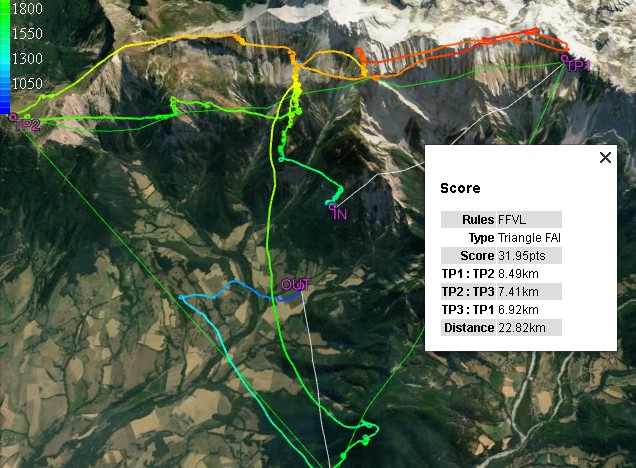 1800
1550
1300
1050
TP1
TP2
IN
OUT
Score
Rules FFVL
Type Triangle FAI
Score 31.95pts
TP1 : TP2 8.49km
TP2 : TP3 7.41km
TP3 : TP1 6.92km
Distance 22.82km